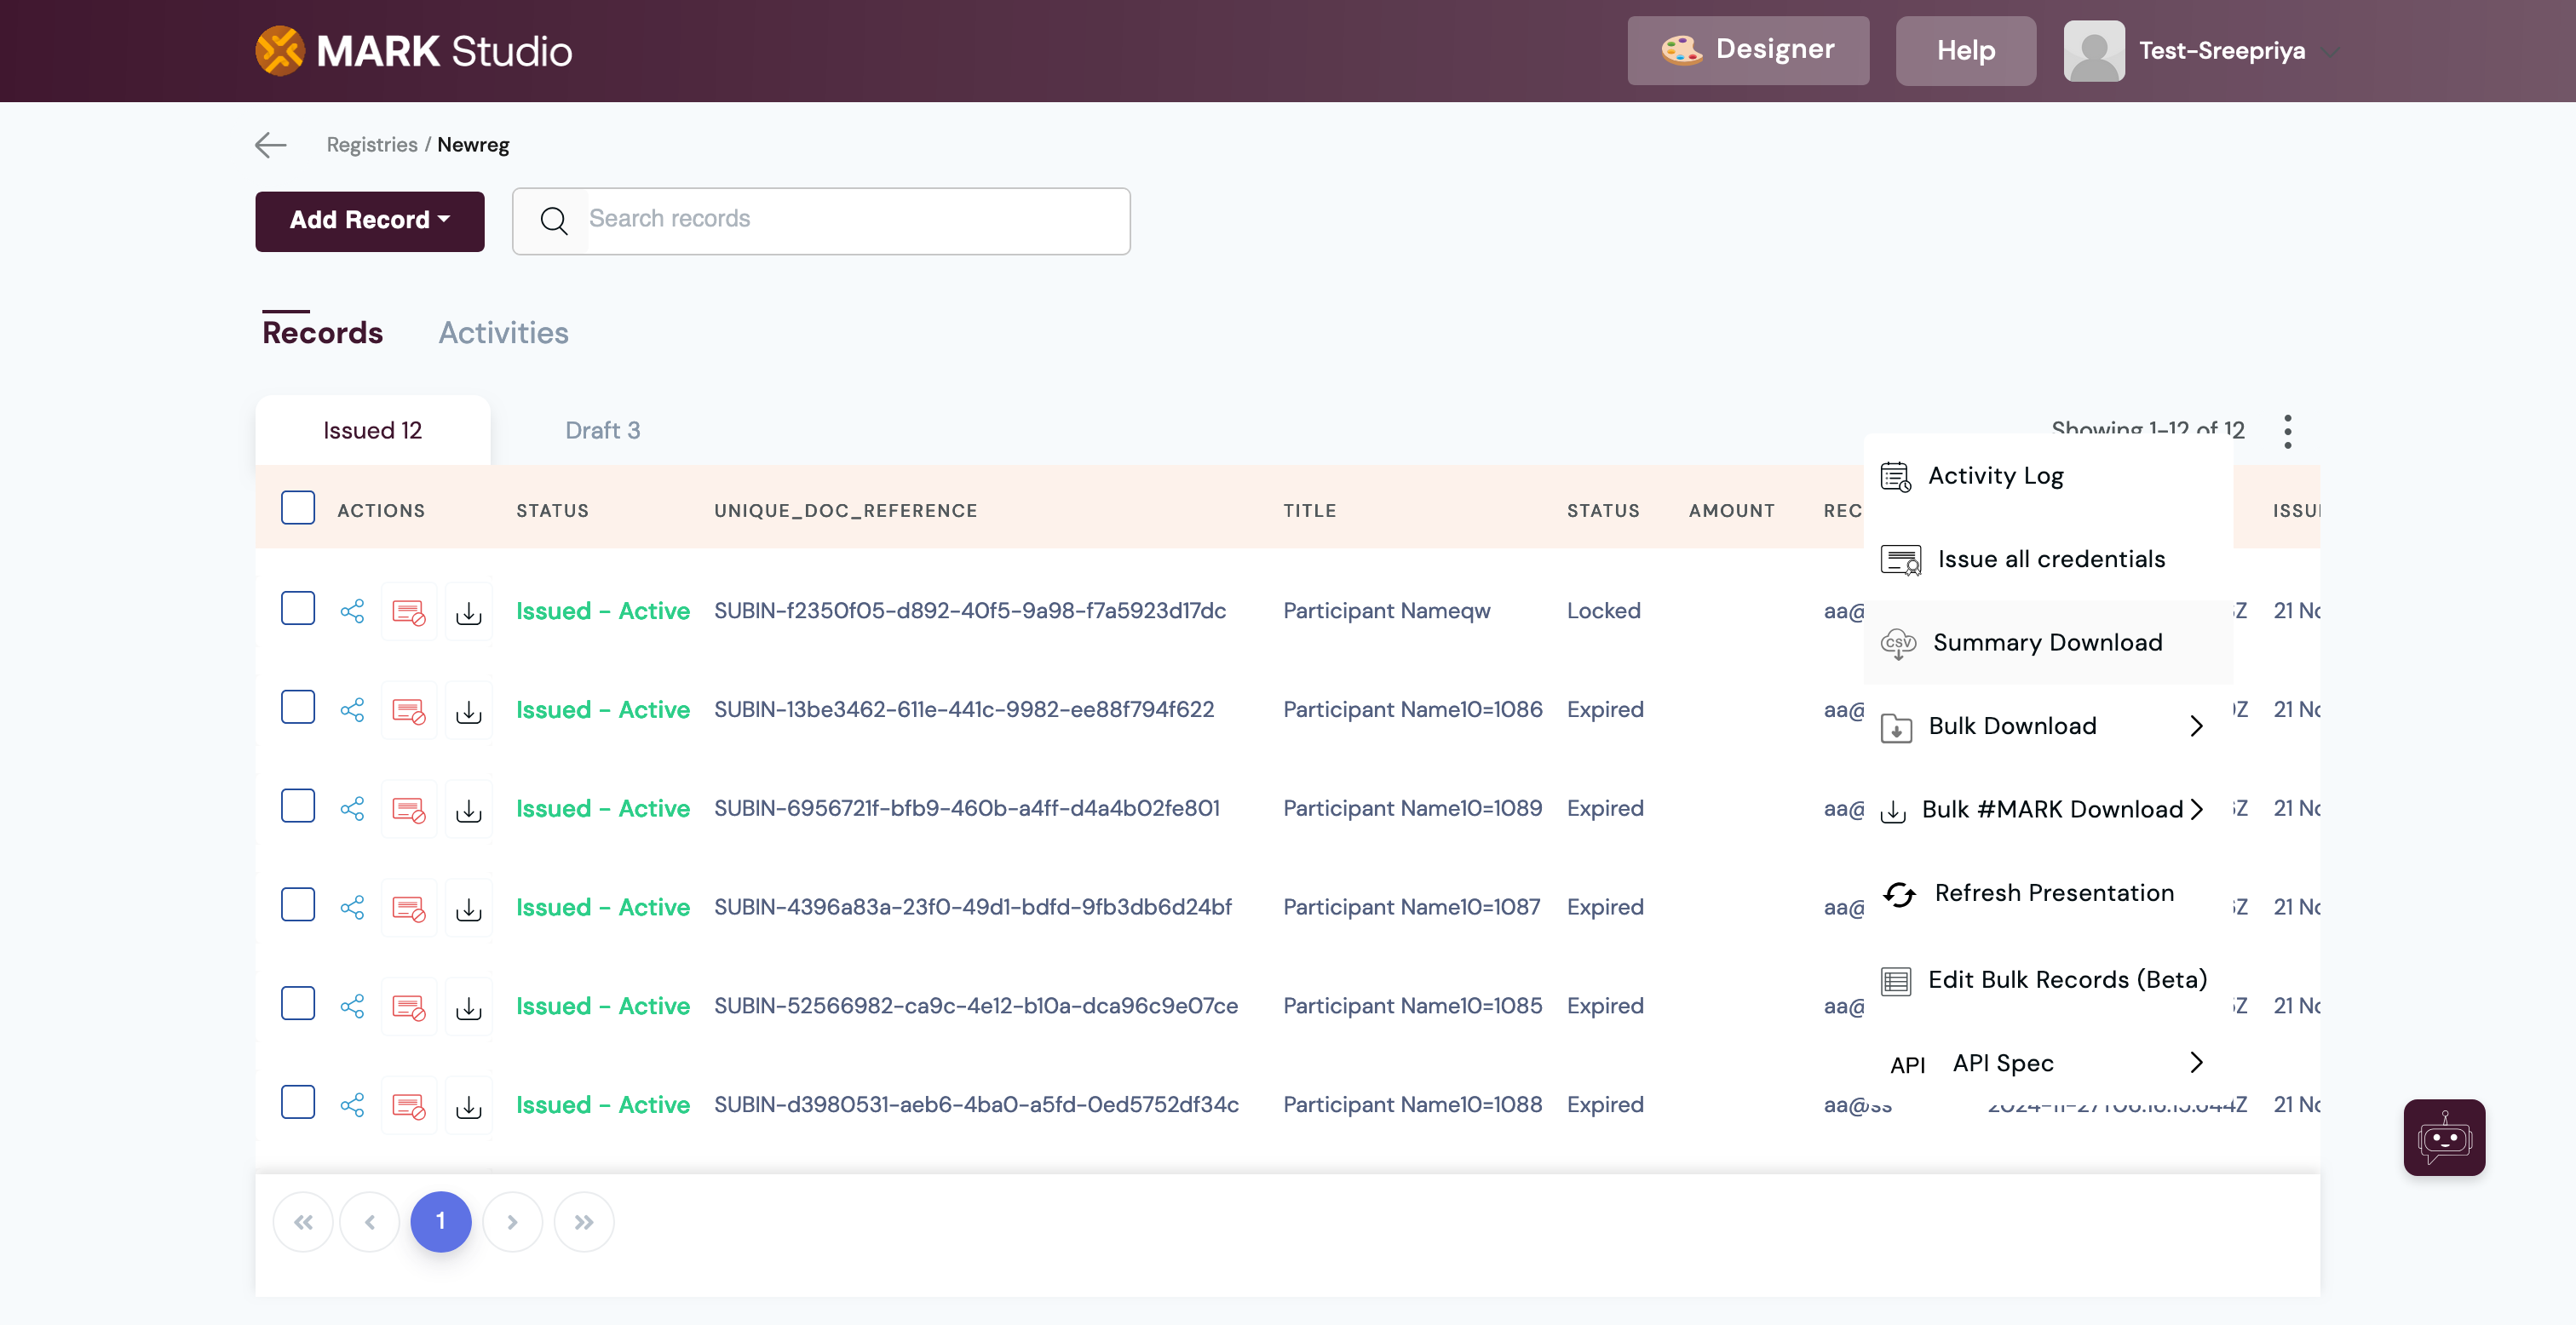 MARK Studio
Designer
Help
Test-Sreepriya
Registries / Newreg
Add Record
Search records
Records
Activities
Issued 12
Draft 3
Showing 1-12 of 12
ACTIONS STATUS UNIQUE_DOC_REFERENCE TITLE STATUS AMOUNT REC ISSU
Issued - Active SUBIN-f2350f05-d892-40f5-9a98-f7a5923d17dc Participant Nameqw Locked aa@ Z 21 No
Issued - Active SUBIN-13be3462-611e-441c-9982-ee88f794f622 Participant Name10=1086 Expired aa@ Z 21 No
Issued - Active SUBIN-6956721f-bfb9-460b-a4ff-d4a4b02fe801 Participant Name10=1089 Expired aa@ Z 21 No
Issued - Active SUBIN-4396a83a-23f0-49d1-bdfd-9fb3db6d24bf Participant Name10=1087 Expired aa@ Z 21 No
Issued - Active SUBIN-52566982-ca9c-4e12-b10a-dca96c9e07ce Participant Name10=1085 Expired aa@ Z 21 No
Issued - Active SUBIN-d3980531-aeb6-4ba0-a5fd-0ed5752df34c Participant Name10=1088 Expired aa@ss 21 No
Activity Log
Issue all credentials
CSV Summary Download
Bulk Download
Bulk #MARK Download
Refresh Presentation
Edit Bulk Records (Beta)
API API Spec
1